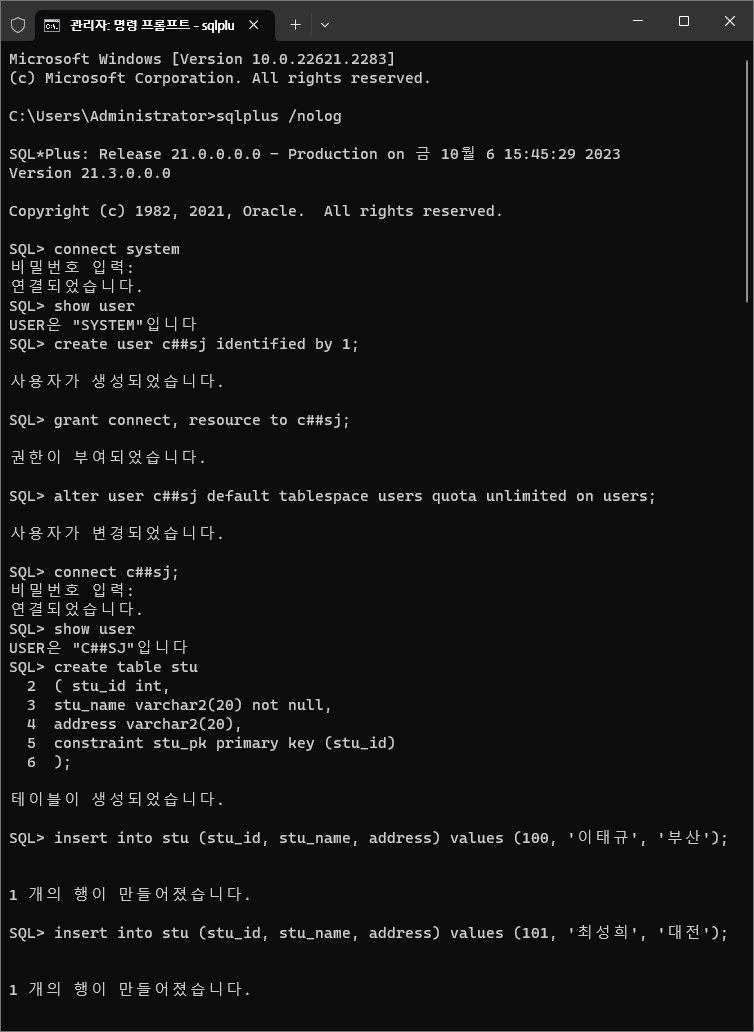 관리자: 명령 프롬프트 - sqlplu
Microsoft Windows [Version 10.0.22621.2283]
(c) Microsoft Corporation. All rights reserved.
C:\Users\Administrator>sqlplus /nolog
SQL*Plus: Release 21.0.0.0.0 - Production on 금 10월 6 15:45:29 2023
Version 21.3.0.0.0
Copyright (c) 1982, 2021, Oracle.  All rights reserved.
SQL> connect system
비밀번호 입력:
연결되었습니다.
SQL> show user
USER은 "SYSTEM"입니다
SQL> create user c##sj identified by 1;
사용자가 생성되었습니다.
SQL> grant connect, resource to c##sj;
권한이 부여되었습니다.
SQL> alter user c##sj default tablespace users quota unlimited on users;
사용자가 변경되었습니다.
SQL> connect c##sj;
비밀번호 입력:
연결되었습니다.
SQL> show user
USER은 "C##SJ"입니다
SQL> create table stu
  2  ( stu_id int,
  3  stu_name varchar2(20) not null,
  4  address varchar2(20),
  5  constraint stu_pk primary key (stu_id)
  6  );
테이블이 생성되었습니다.
SQL> insert into stu (stu_id, stu_name, address) values (100, '이태규', '부산');
1 개의 행이 만들어졌습니다.
SQL> insert into stu (stu_id, stu_name, address) values (101, '최성희', '대전');
1 개의 행이 만들어졌습니다.